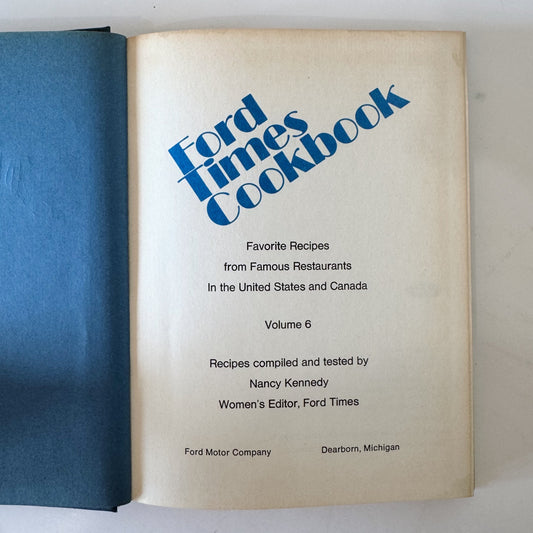 Ford
Times
Cookbook
Favorite Recipes
from Famous Restaurants
In the United States and Canada
Volume 6
Recipes compiled and tested by
Nancy Kennedy
Women's Editor, Ford Times
Ford Motor Company Dearborn, Michigan